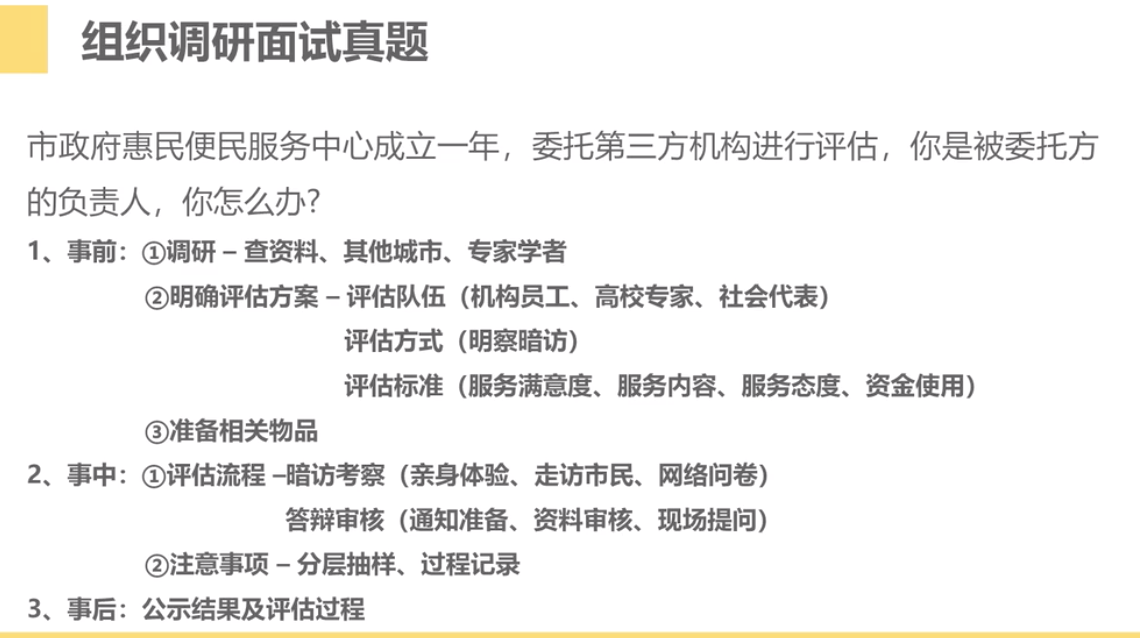 组织调研面试真题
市政府惠民便民服务中心成立一年，委托第三方机构进行评估，你是被委托方
的负责人，你怎么办?
1、事前：①调研 – 查资料、其他城市、专家学者
②明确评估方案 – 评估队伍（机构员工、高校专家、社会代表）
评估方式（明察暗访）
评估标准（服务满意度、服务内容、服务态度、资金使用）
③准备相关物品
2、事中：①评估流程 –暗访考察（亲身体验、走访市民、网络问卷）
答辩审核（通知准备、资料审核、现场提问）
②注意事项 – 分层抽样、过程记录
3、事后：公示结果及评估过程